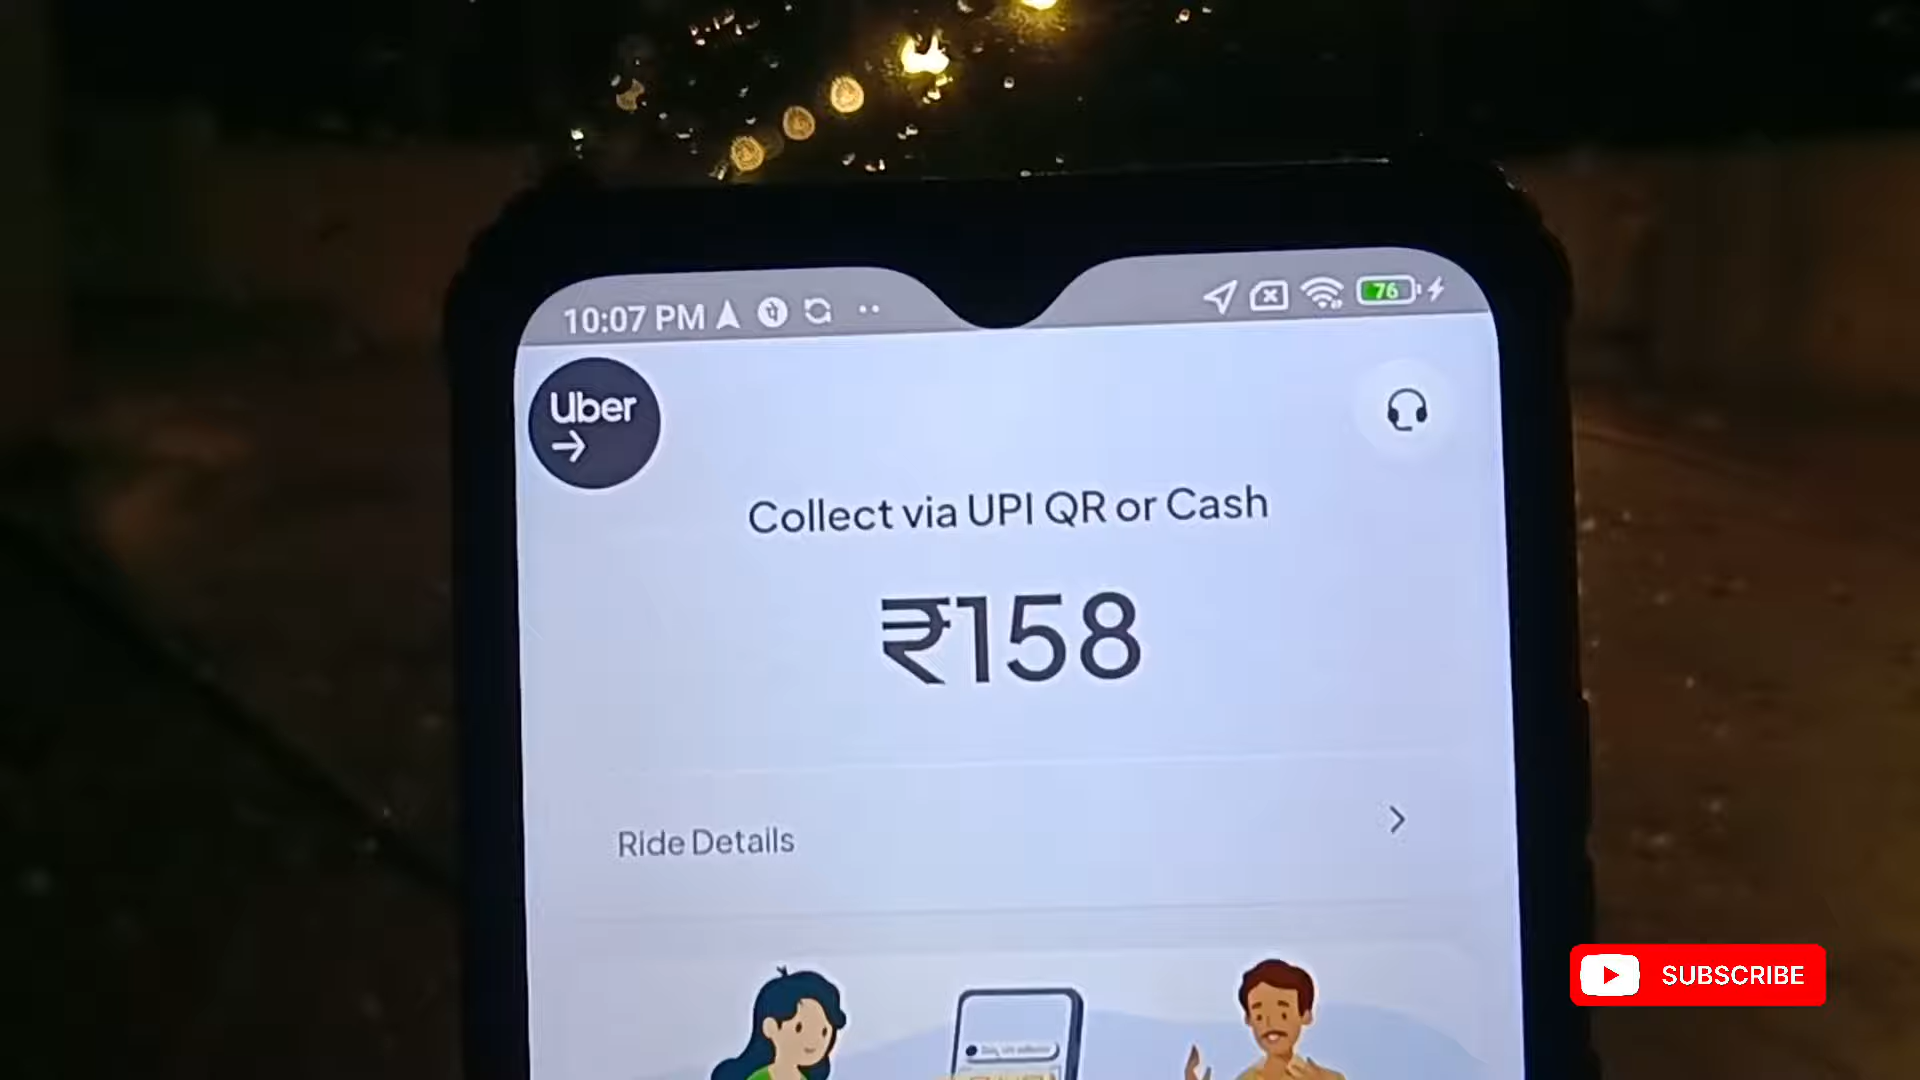 10:07 PM
76
Uber
Collect via UPI QR or Cash
₹158
Ride Details
SUBSCRIBE